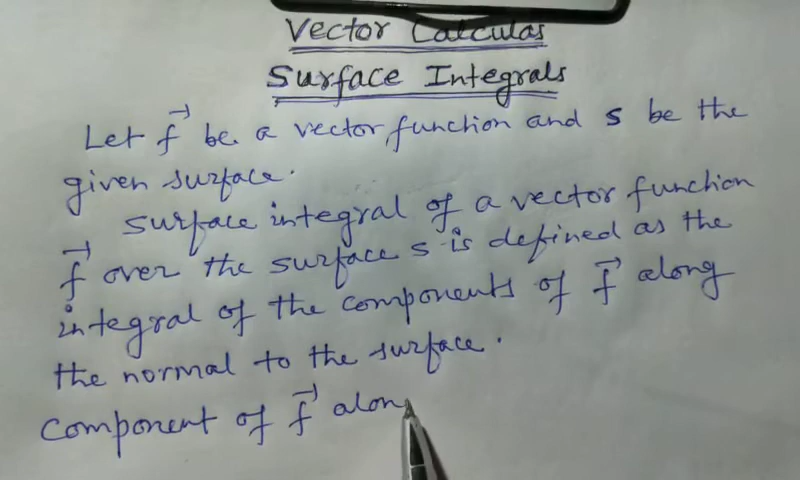 Vector Calculas
Surface Integrals
Let f⃗ be a vector function and s be the
given surface.
surface integral of a vector function
f⃗ over the surface s is defined as the
integral of the components of f⃗ along
the normal to the surface.
component of f⃗ along